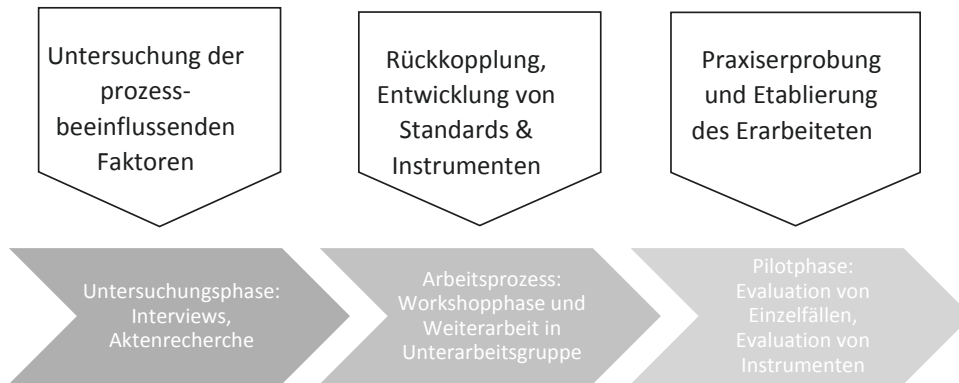 Untersuchung der
prozess-
beeinflussenden
Faktoren
Rückkopplung,
Entwicklung von
Standards &
Instrumenten
Praxiserprobung
und Etablierung
des Erarbeiteten
Untersuchungsphase:
Interviews,
Aktenrecherche
Arbeitsprozess:
Workshopphase und
Weiterarbeit in
Unterarbeitsgruppe
Pilotphase:
Evaluation von
Einzelfällen,
Evaluation von
Instrumenten